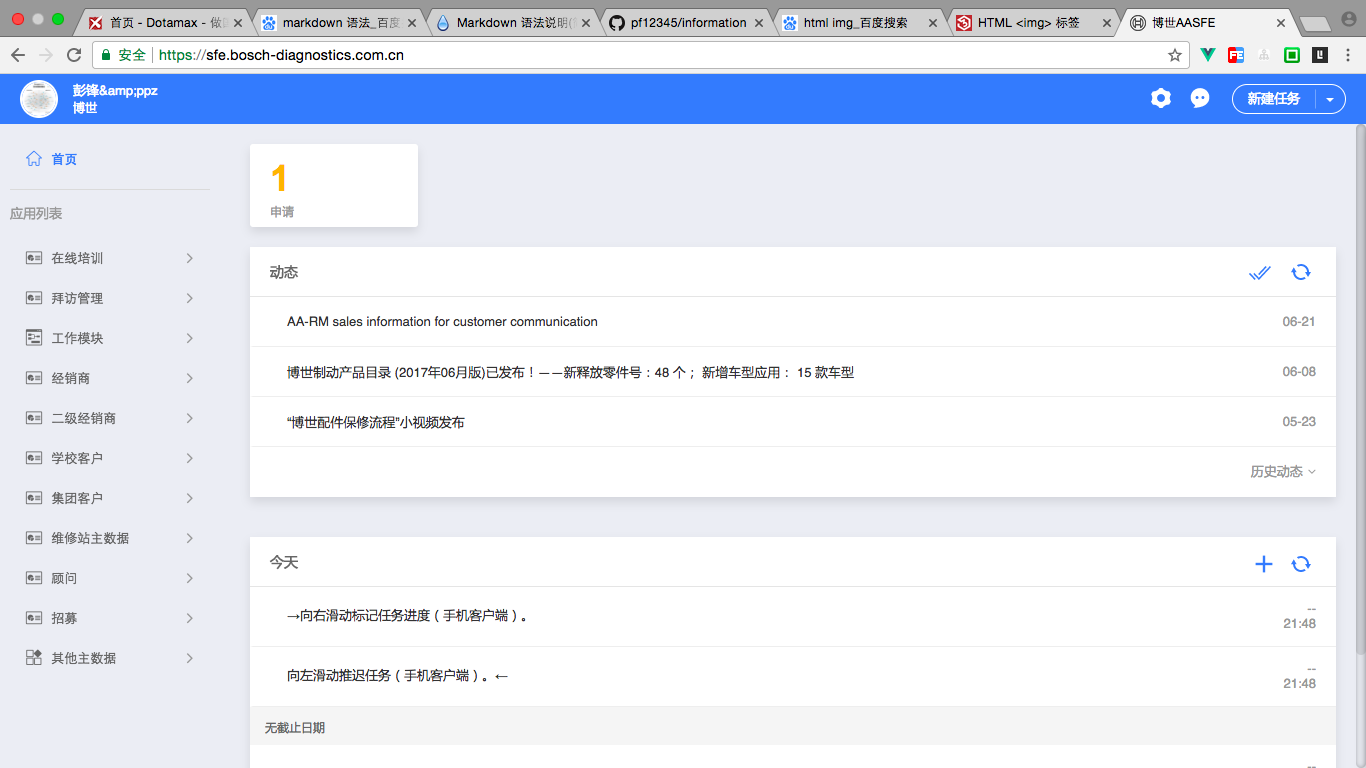 首页 - Dotamax - 做
markdown 语法_百度
Markdown 语法说明(
pf12345/information
html img_百度搜索
HTML <img> 标签
博世AASFE
安全
https://sfe.bosch-diagnostics.com.cn
彭锋&amp;ppz
博世
新建任务
首页
应用列表
在线培训
拜访管理
工作模块
经销商
二级经销商
学校客户
集团客户
维修站主数据
顾问
招募
其他主数据
1
申请
动态
AA-RM sales information for customer communication
06-21
博世制动产品目录 (2017年06月版)已发布！——新释放零件号：48 个； 新增车型应用： 15 款车型
06-08
“博世配件保修流程”小视频发布
05-23
历史动态
今天
→向右滑动标记任务进度（手机客户端）。
--
21:48
向左滑动推迟任务（手机客户端）。←
--
21:48
无截止日期
--